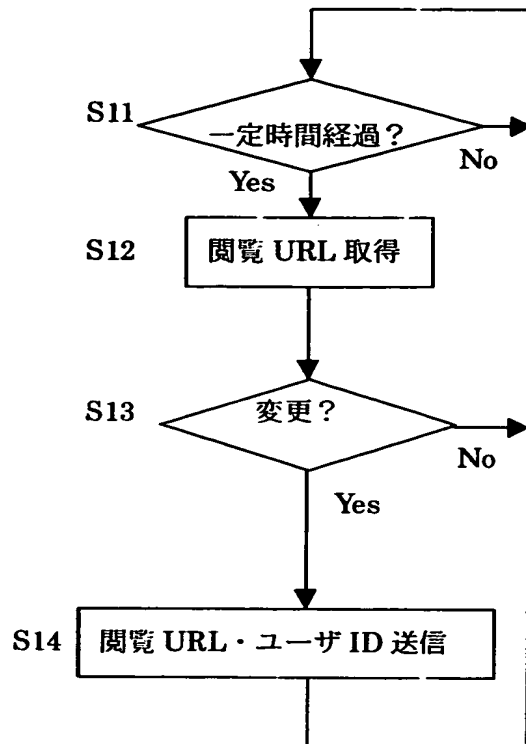 S11
一定時間経過？
No
Yes
S12
閲覧 URL 取得
S13
変更？
No
Yes
S14
閲覧 URL・ユーザ ID 送信